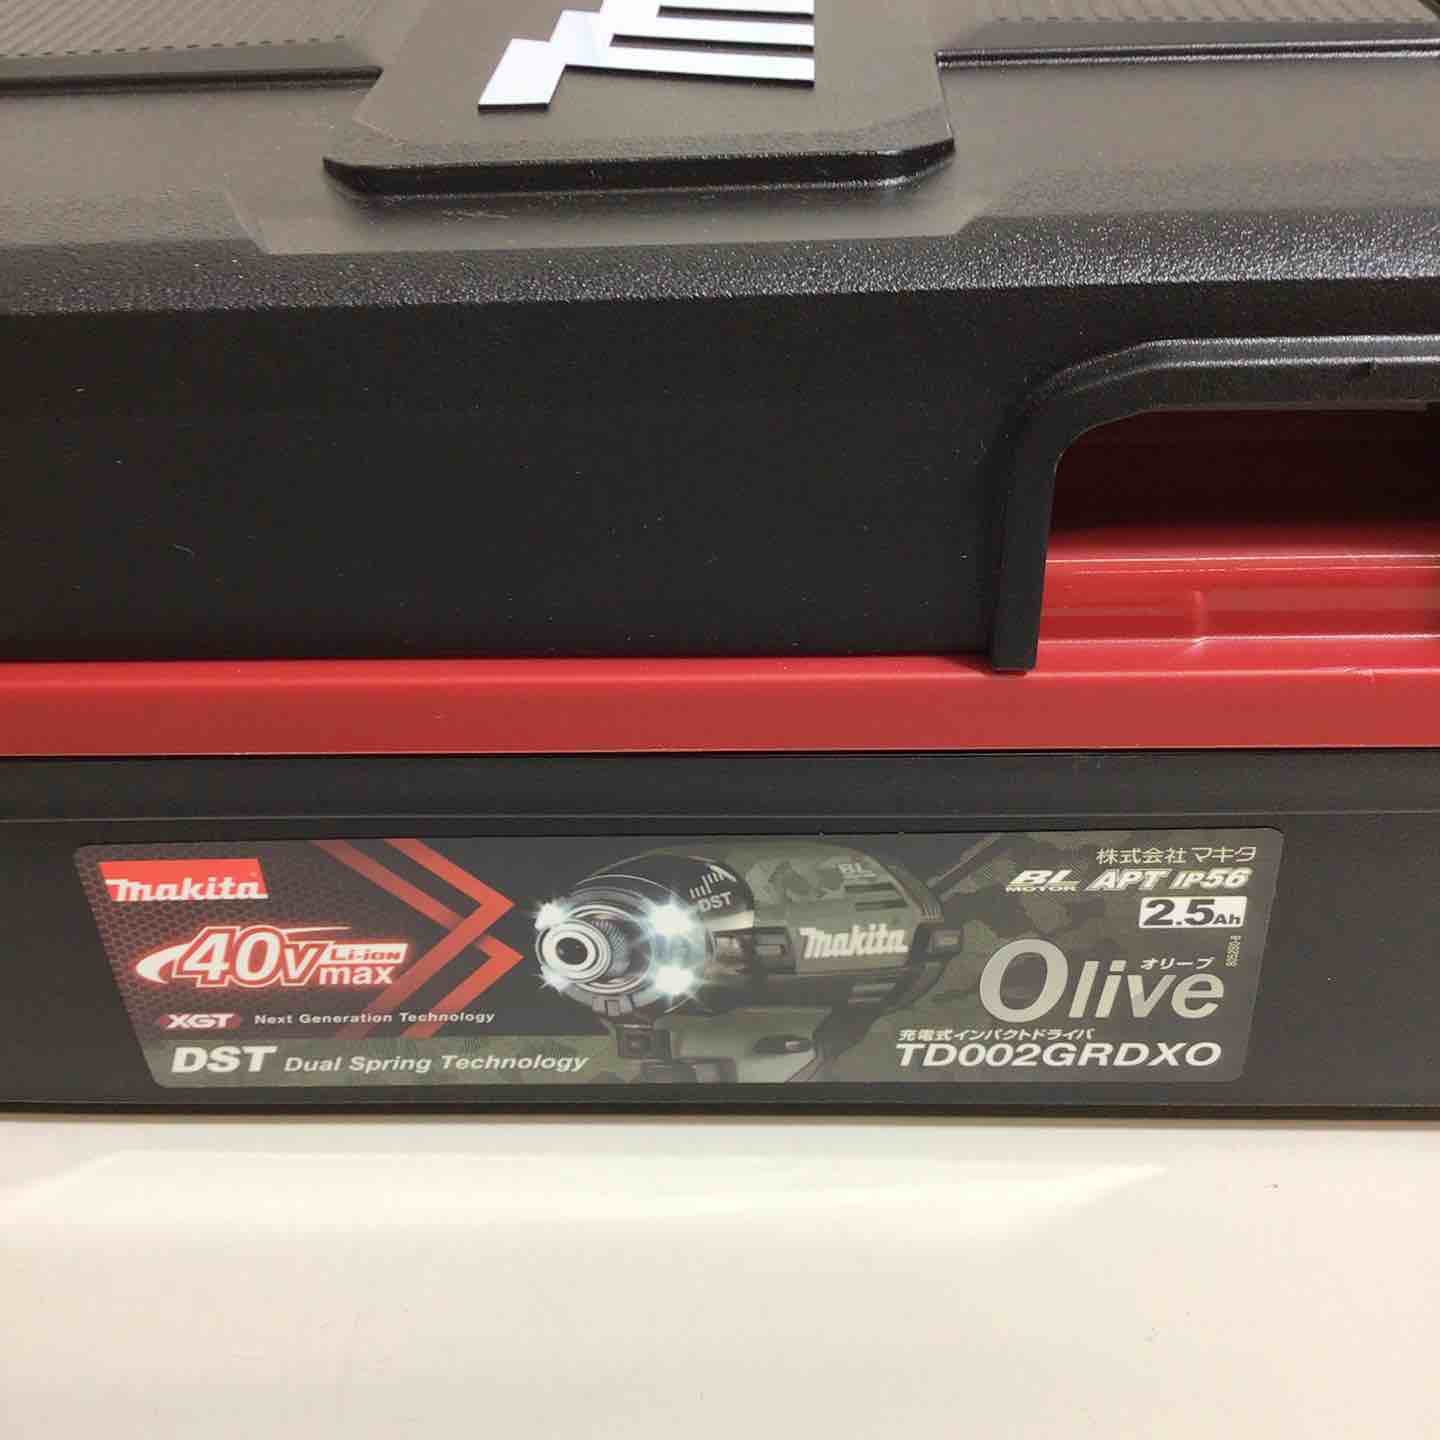 makita
40Vmax Li-ion
XGT Next Generation Technology
DST Dual Spring Technology
DST
BL
makita
株式会社マキタ
BL MOTOR APT IP56
2.5Ah
オリーブ
Olive
充電式インパクトドライバ
TD002GRDXO